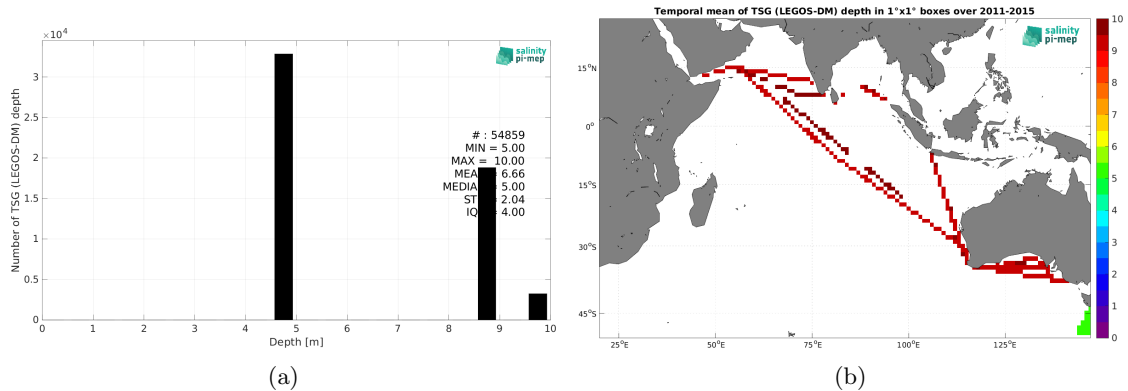 ×10⁴
salinity
pi-mep
3.5
3
2.5
2
1.5
1
0.5
0
Number of TSG (LEGOS-DM) depth
# : 54859
MIN = 5.00
MAX = 10.00
6.66
5.00
2.04
4.00
0 1 2 3 4 5 6 7 8 9 10
Depth [m]
(a)
Temporal mean of TSG (LEGOS-DM) depth in 1°x1° boxes over 2011-2015
salinity
pi-mep
15°N
0°
15°S
30°S
45°S
25°E 50°E 75°E 100°E 125°E
10
9
8
7
6
5
4
3
2
1
0
(b)